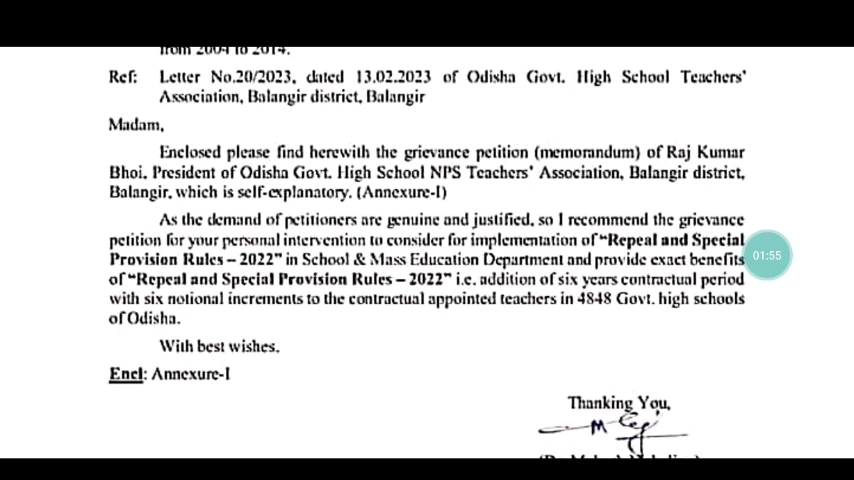 from 2004 to 2014.
Ref: Letter No.20/2023, dated 13.02.2023 of Odisha Govt. High School Teachers'
Association, Balangir district, Balangir
Madam,
Enclosed please find herewith the grievance petition (memorandum) of Raj Kumar
Bhoi, President of Odisha Govt. High School NPS Teachers' Association, Balangir district,
Balangir, which is self-explanatory. (Annexure-I)
As the demand of petitioners are genuine and justified, so I recommend the grievance
petition for your personal intervention to consider for implementation of "Repeal and Special
Provision Rules – 2022" in School & Mass Education Department and provide exact benefits
of "Repeal and Special Provision Rules – 2022" i.e. addition of six years contractual period
with six notional increments to the contractual appointed teachers in 4848 Govt. high schools
of Odisha.
01:55
With best wishes.
Encl: Annexure-I
Thanking You,